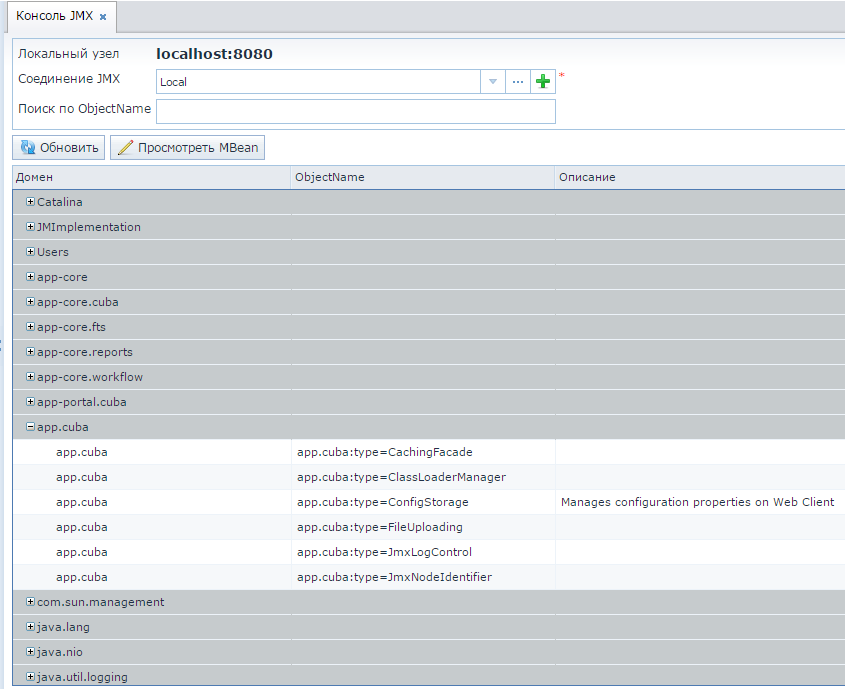 Консоль JMX
Локальный узел localhost:8080
Соединение JMX Local ... *
Поиск по ObjectName
Обновить Просмотреть MBean
Домен ObjectName Описание
Catalina
JMImplementation
Users
app-core
app-core.cuba
app-core.fts
app-core.reports
app-core.workflow
app-portal.cuba
app.cuba
app.cuba app.cuba:type=CachingFacade
app.cuba app.cuba:type=ClassLoaderManager
app.cuba app.cuba:type=ConfigStorage Manages configuration properties on Web Client
app.cuba app.cuba:type=FileUploading
app.cuba app.cuba:type=JmxLogControl
app.cuba app.cuba:type=JmxNodeIdentifier
com.sun.management
java.lang
java.nio
java.util.logging